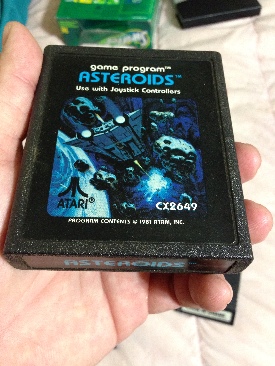 game program™
ASTEROIDS™
Use with Joystick Controllers
ATARI®
CX2649
PROGRAM CONTENTS © 1981 ATARI, INC.
ASTEROIDS